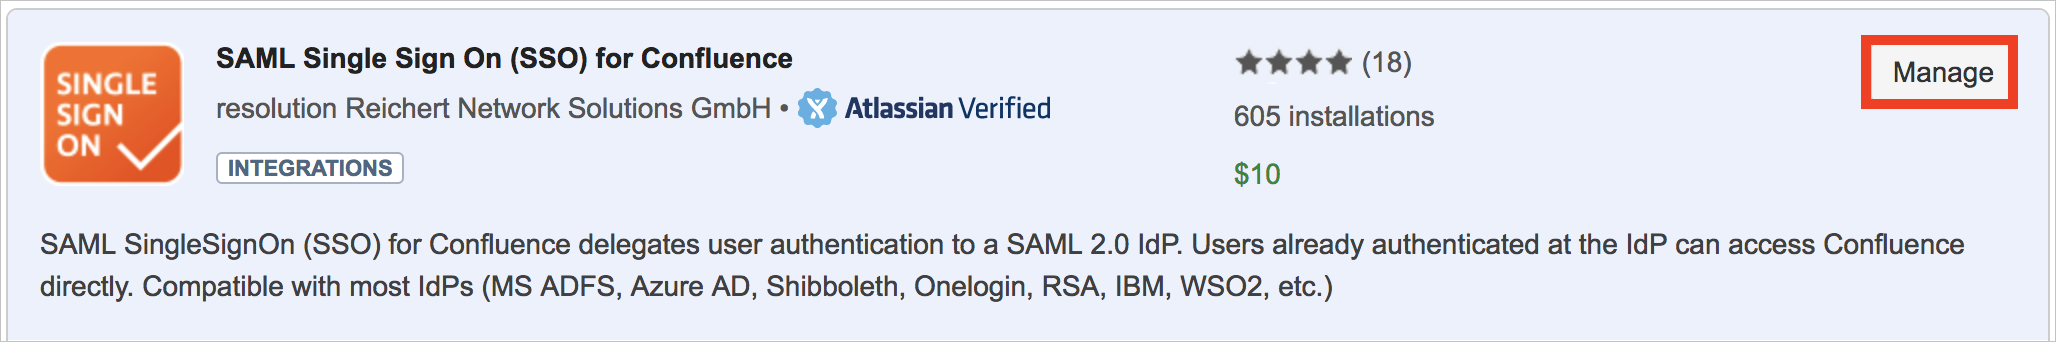 SINGLE
SIGN
ON
SAML Single Sign On (SSO) for Confluence
resolution Reichert Network Solutions GmbH • Atlassian Verified
INTEGRATIONS
(18)
605 installations
$10
Manage
SAML SingleSignOn (SSO) for Confluence delegates user authentication to a SAML 2.0 IdP. Users already authenticated at the IdP can access Confluence
directly. Compatible with most IdPs (MS ADFS, Azure AD, Shibboleth, Onelogin, RSA, IBM, WSO2, etc.)